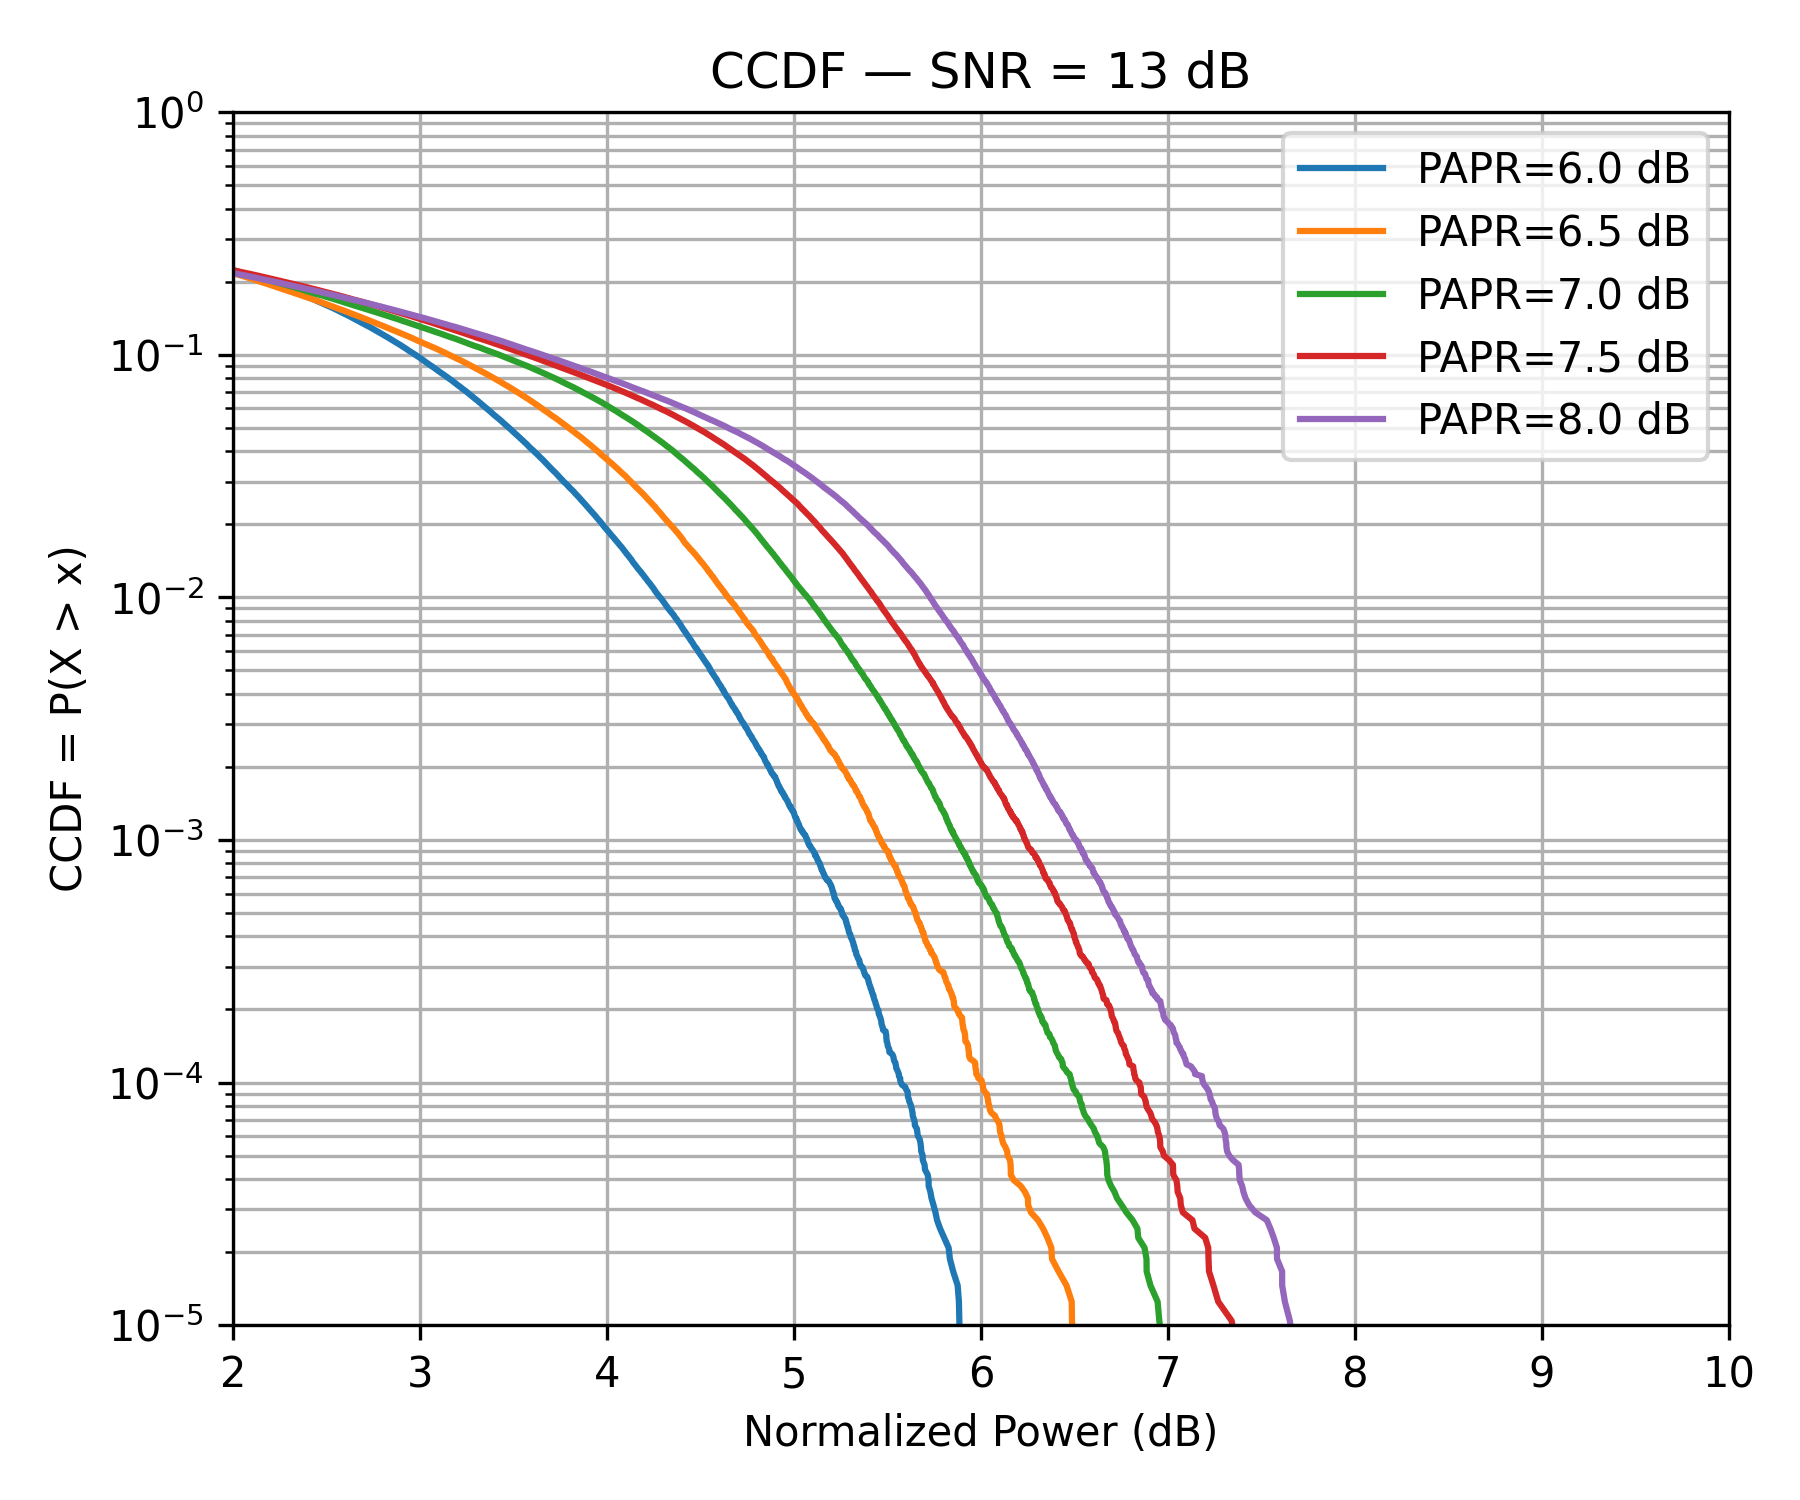 CCDF — SNR = 13 dB
10⁰
10⁻¹
10⁻²
10⁻³
10⁻⁴
10⁻⁵
CCDF = P(X > x)
PAPR=6.0 dB
PAPR=6.5 dB
PAPR=7.0 dB
PAPR=7.5 dB
PAPR=8.0 dB
2 3 4 5 6 7 8 9 10
Normalized Power (dB)